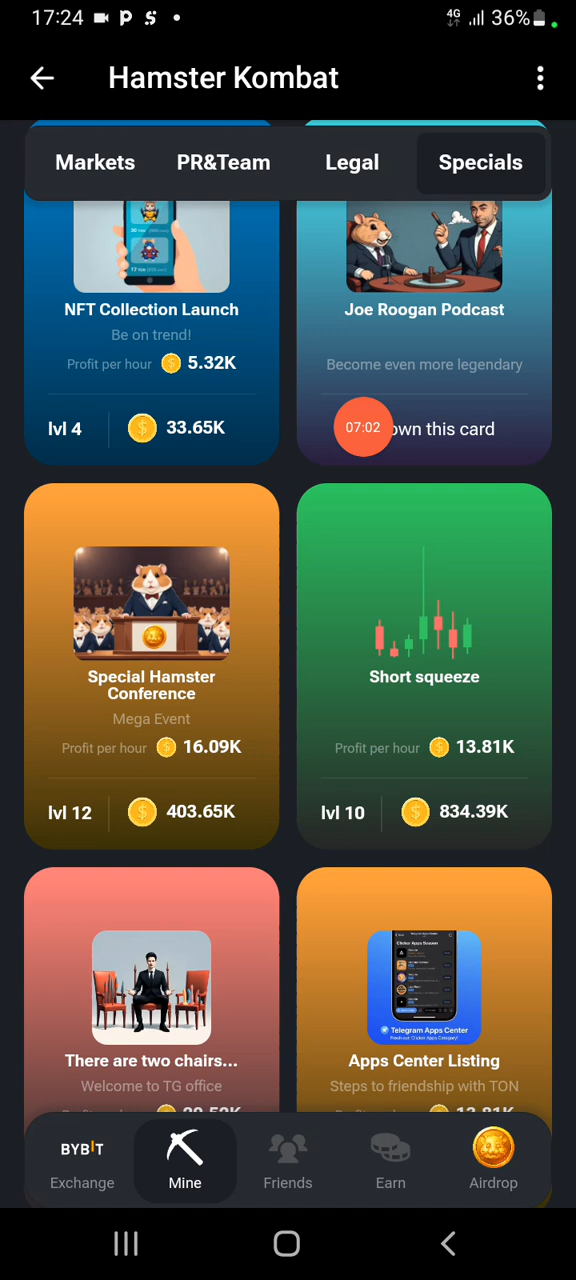 17:24
4G
36%
Hamster Kombat
Markets PR&Team Legal Specials
NFT Collection Launch
Be on trend!
Profit per hour 5.32K
lvl 4 33.65K
Joe Roogan Podcast
Become even more legendary
07:02 own this card
Special Hamster
Conference
Mega Event
Profit per hour 16.09K
lvl 12 403.65K
Short squeeze
Profit per hour 13.81K
lvl 10 834.39K
There are two chairs...
Welcome to TG office
Telegram Apps Center
Apps Center Listing
Steps to friendship with TON
BYBIT
Exchange Mine Friends Earn Airdrop